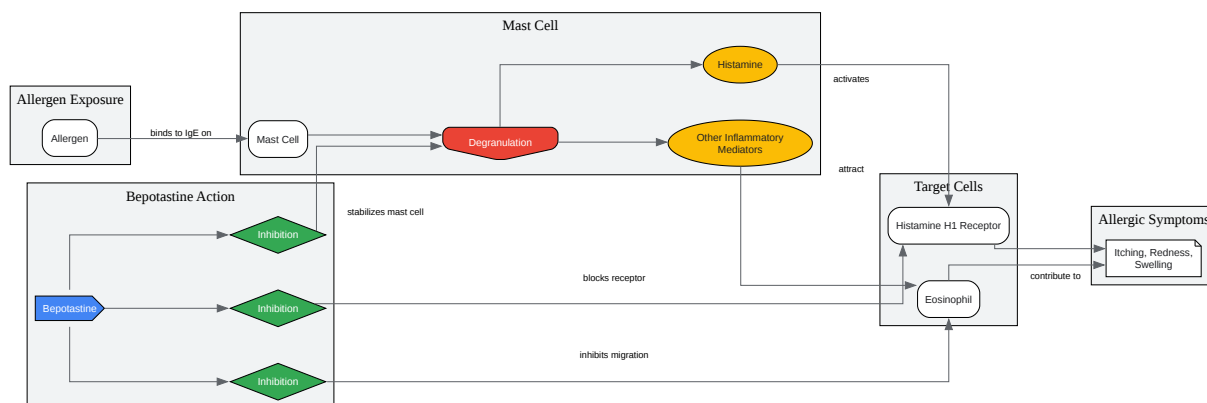 Mast Cell
Histamine
activates
Allergen Exposure
Allergen
binds to IgE on
Mast Cell
Degranulation
Other Inflammatory
Mediators
attract
Bepotastine Action
Target Cells
stabilizes mast cell
Inhibition
Histamine H1 Receptor
Allergic Symptoms
Itching, Redness,
Swelling
blocks receptor
contribute to
Bepotastine
Inhibition
Eosinophil
inhibits migration
Inhibition